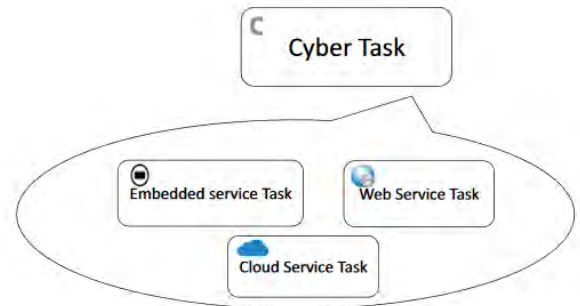 C
Cyber Task
Embedded service Task
Web Service Task
Cloud Service Task